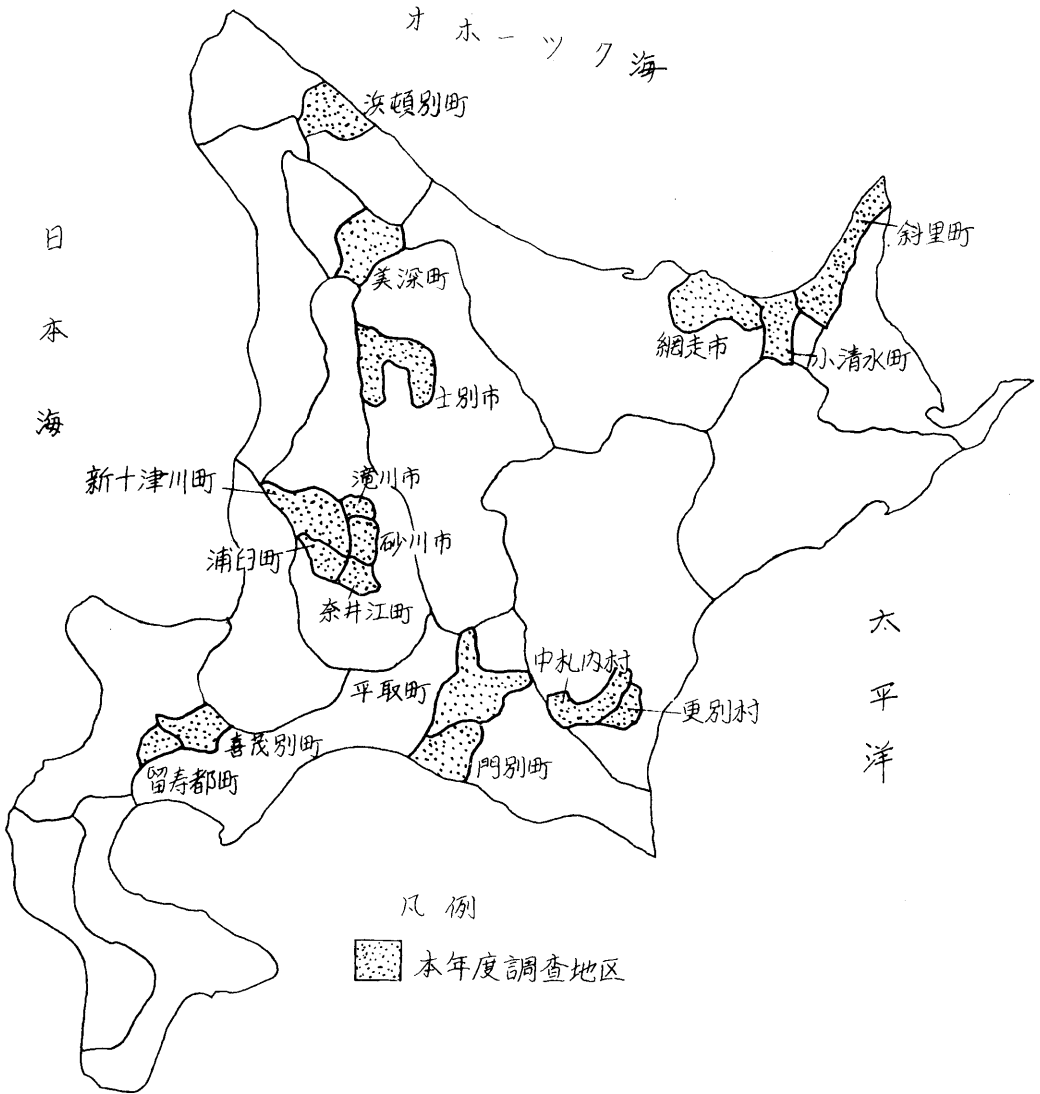 オホーツク海
浜頓別町
日本海
美深町
斜里町
網走市
小清水町
士別市
新十津川町
滝川市
砂川市
浦臼町
奈井江町
太平洋
中札内村
平取町
更別村
喜茂別町
門別町
留寿都町
凡例
本年度調査地区